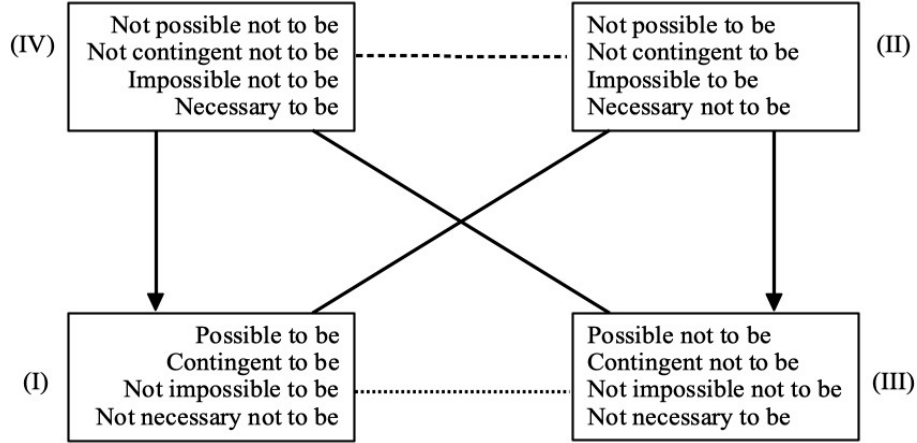 (IV)
Not possible not to be
Not contingent not to be
Impossible not to be
Necessary to be
Not possible to be
Not contingent to be
Impossible to be
Necessary not to be
(II)
(I)
Possible to be
Contingent to be
Not impossible to be
Not necessary not to be
Possible not to be
Contingent not to be
Not impossible not to be
Not necessary to be
(III)